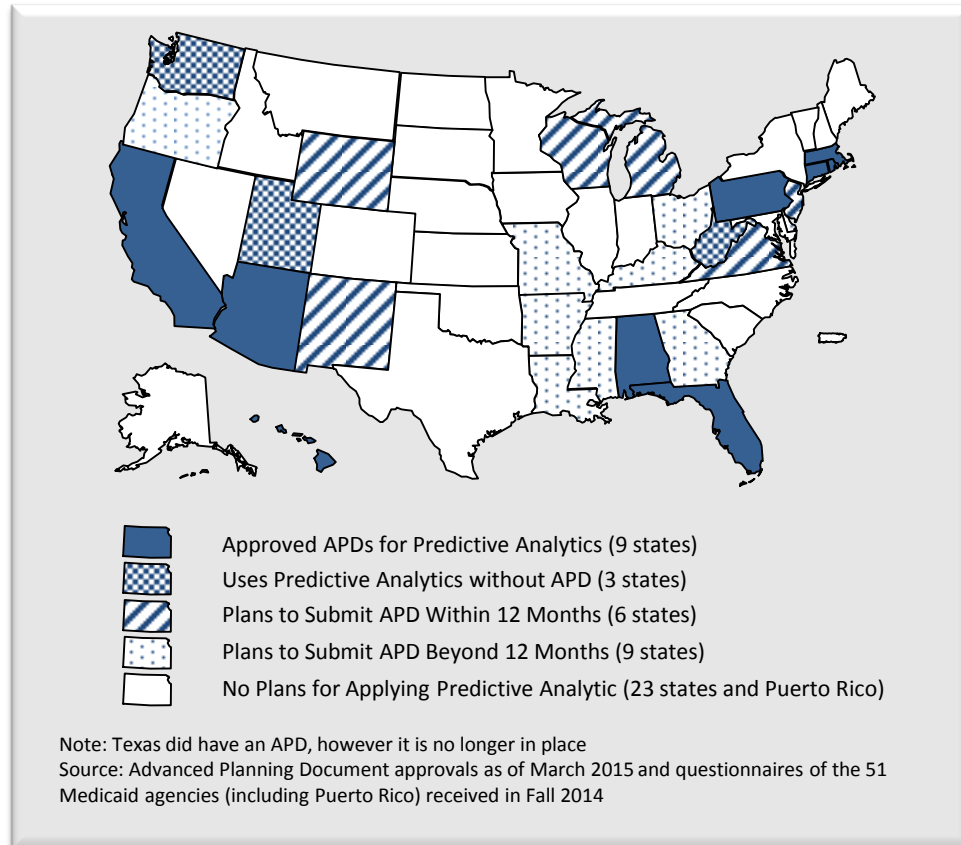 Approved APDs for Predictive Analytics (9 states)
Uses Predictive Analytics without APD (3 states)
Plans to Submit APD Within 12 Months (6 states)
Plans to Submit APD Beyond 12 Months (9 states)
No Plans for Applying Predictive Analytic (23 states and Puerto Rico)
Note: Texas did have an APD, however it is no longer in place
Source: Advanced Planning Document approvals as of March 2015 and questionnaires of the 51
Medicaid agencies (including Puerto Rico) received in Fall 2014